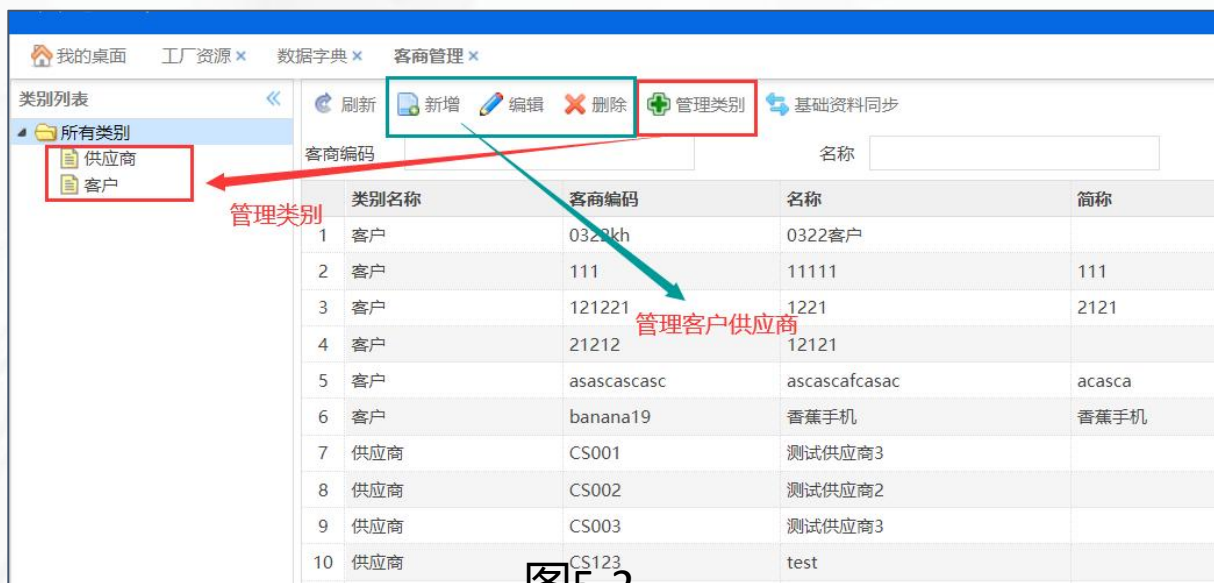 我的桌面 工厂资源 × 数据字典 × 客商管理 ×
类别列表
所有类别
供应商
客户
刷新 新增 编辑 删除 管理类别 基础资料同步
客商编码 名称
管理类别
类别名称 客商编码 名称 简称
1 客户 0322kh 0322客户
2 客户 111 11111 111
3 客户 121221 1221 2121
管理客户供应商
4 客户 21212 12121
5 客户 asascascasc ascascafcasac acasca
6 客户 banana19 香蕉手机 香蕉手机
7 供应商 CS001 测试供应商3
8 供应商 CS002 测试供应商2
9 供应商 CS003 测试供应商3
10 供应商 CS123 test
图5-2